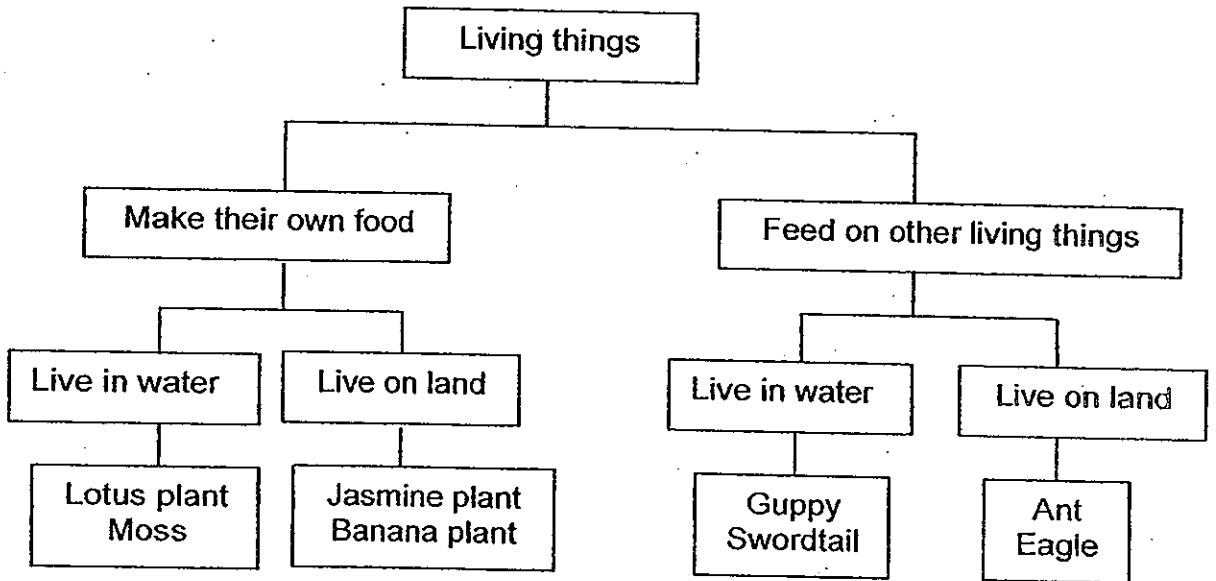 Living things
Make their own food
Feed on other living things
Live in water
Live on land
Live in water
Live on land
Lotus plant
Moss
Jasmine plant
Banana plant
Guppy
Swordtail
Ant
Eagle